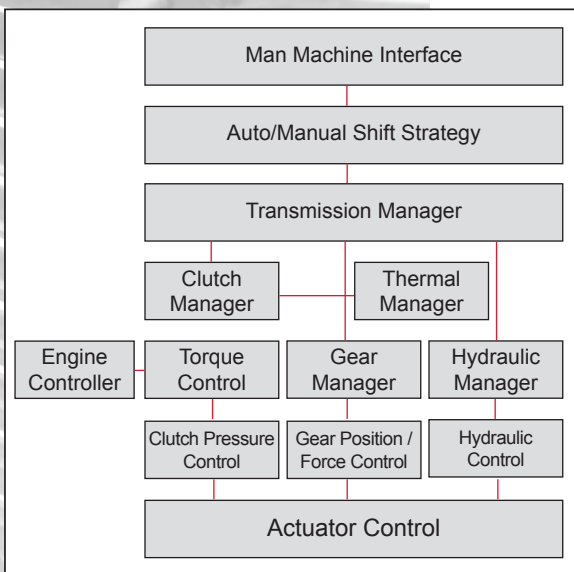 Man Machine Interface
Auto/Manual Shift Strategy
Transmission Manager
Clutch
Manager
Thermal
Manager
Engine
Controller
Torque
Control
Gear
Manager
Hydraulic
Manager
Clutch Pressure
Control
Gear Position /
Force Control
Hydraulic
Control
Actuator Control